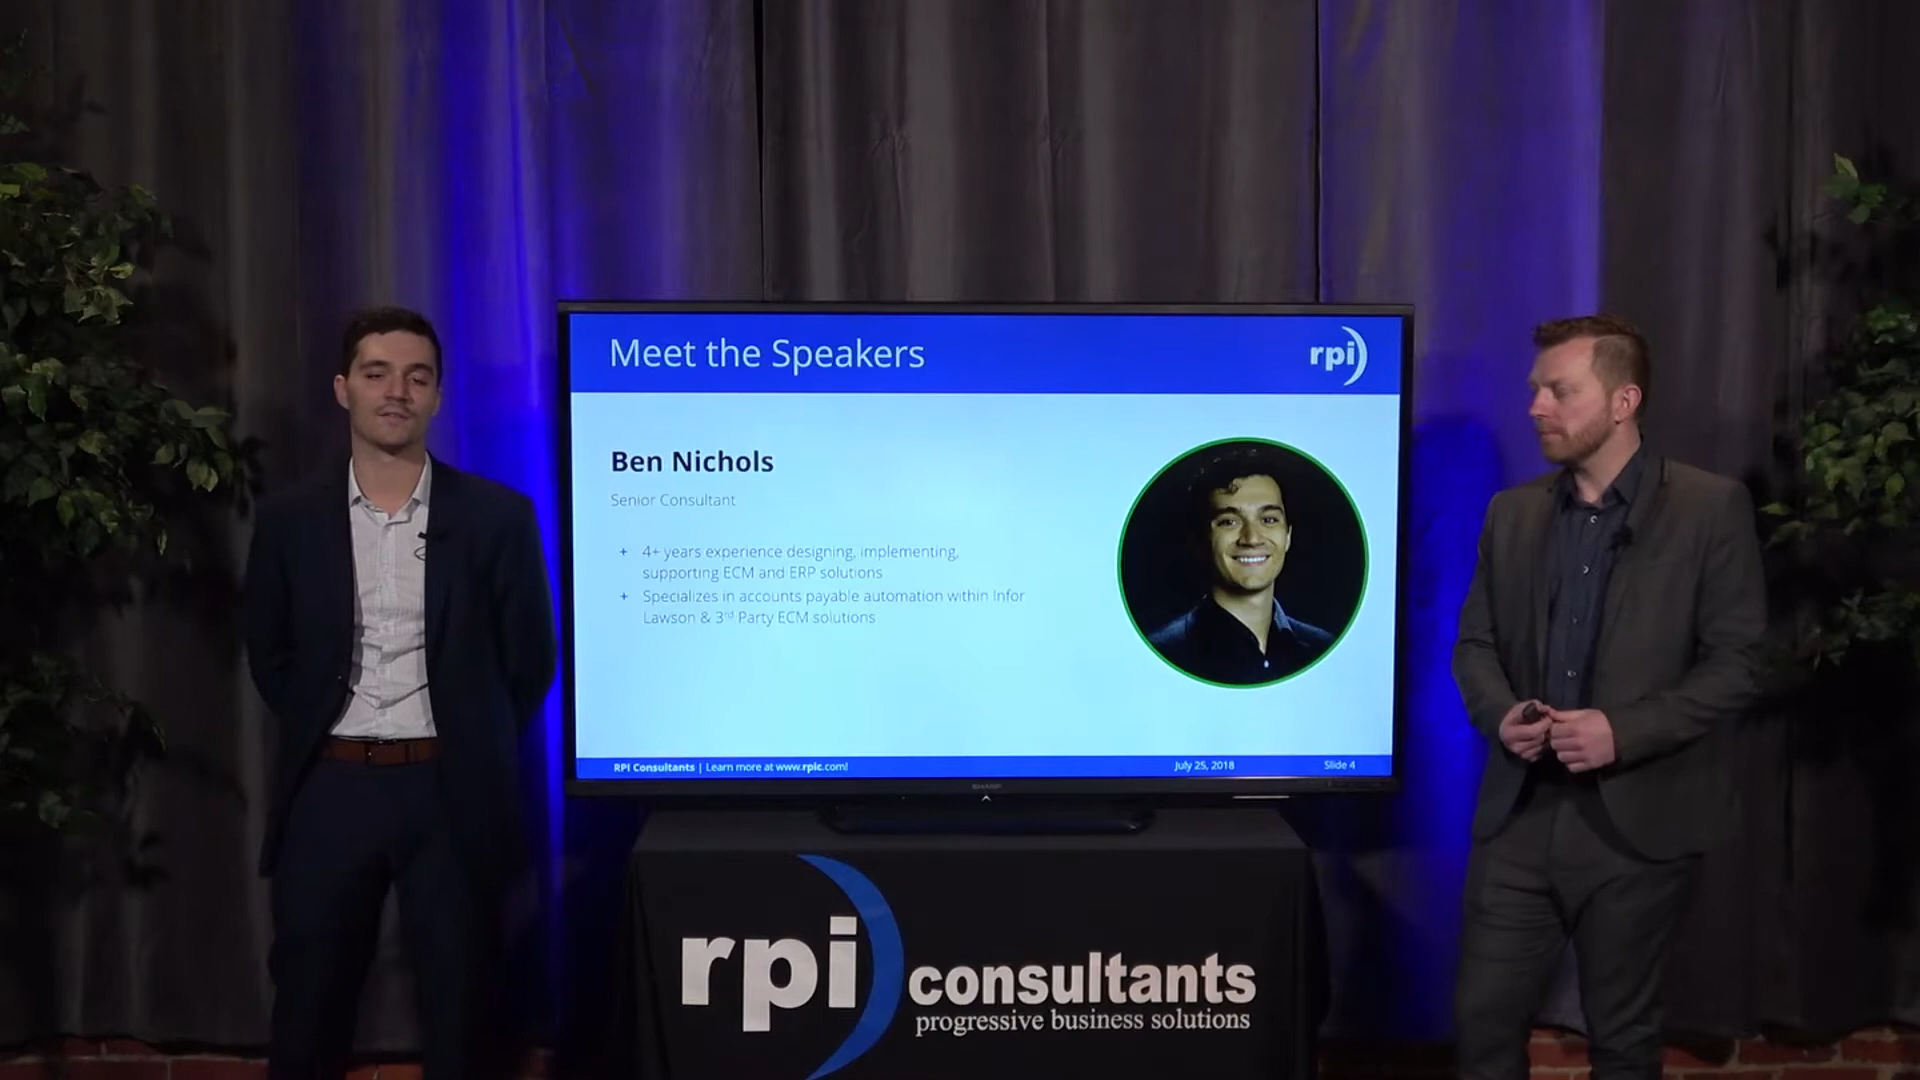 Meet the Speakers
rpi
Ben Nichols
Senior Consultant
+ 4+ years experience designing, implementing,
supporting ECM and ERP solutions
+ Specializes in accounts payable automation within Infor
Lawson & 3rd Party ECM solutions
RPI Consultants | Learn more at www.rpic.com!
July 25, 2018
Slide 4
SHARP
rpi consultants
progressive business solutions